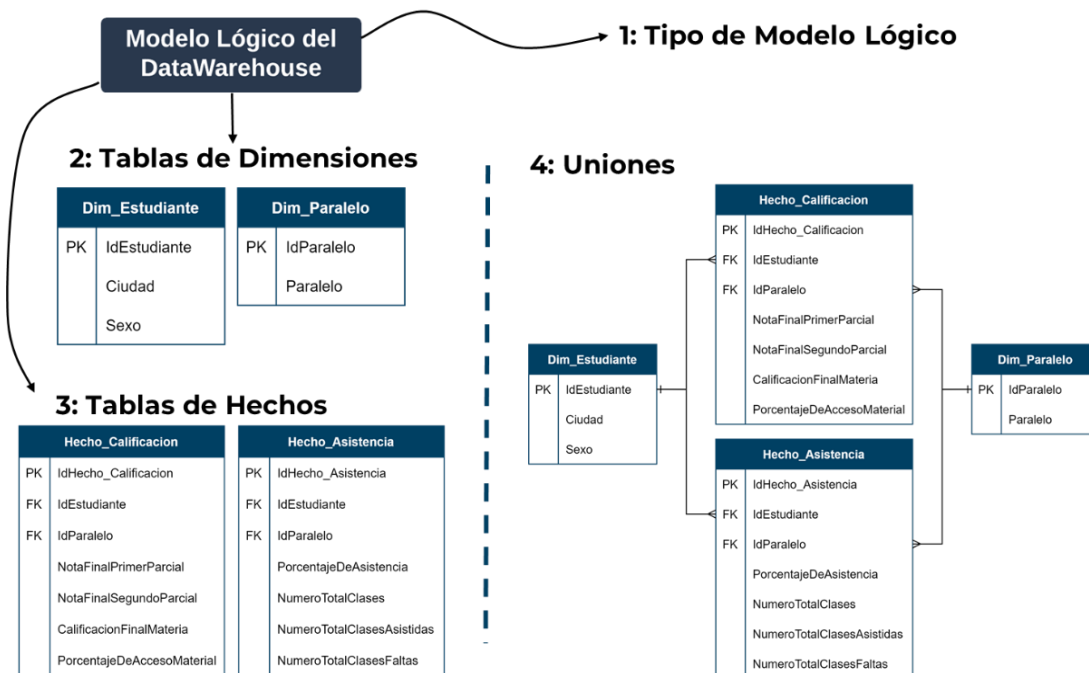 Modelo Lógico del
DataWarehouse
1: Tipo de Modelo Lógico
2: Tablas de Dimensiones
Dim_Estudiante
PK IdEstudiante
Ciudad
Sexo
Dim_Paralelo
PK IdParalelo
Paralelo
3: Tablas de Hechos
Hecho_Calificacion
PK IdHecho_Calificacion
FK IdEstudiante
FK IdParalelo
NotaFinalPrimerParcial
NotaFinalSegundoParcial
CalificacionFinalMateria
PorcentajeDeAccesoMaterial
Hecho_Asistencia
PK IdHecho_Asistencia
FK IdEstudiante
FK IdParalelo
PorcentajeDeAsistencia
NumeroTotalClases
NumeroTotalClasesAsistidas
NumeroTotalClasesFaltas
4: Uniones
Dim_Estudiante
PK IdEstudiante
Ciudad
Sexo
Hecho_Calificacion
PK IdHecho_Calificacion
FK IdEstudiante
FK IdParalelo
NotaFinalPrimerParcial
NotaFinalSegundoParcial
CalificacionFinalMateria
PorcentajeDeAccesoMaterial
Hecho_Asistencia
PK IdHecho_Asistencia
FK IdEstudiante
FK IdParalelo
PorcentajeDeAsistencia
NumeroTotalClases
NumeroTotalClasesAsistidas
NumeroTotalClasesFaltas
Dim_Paralelo
PK IdParalelo
Paralelo